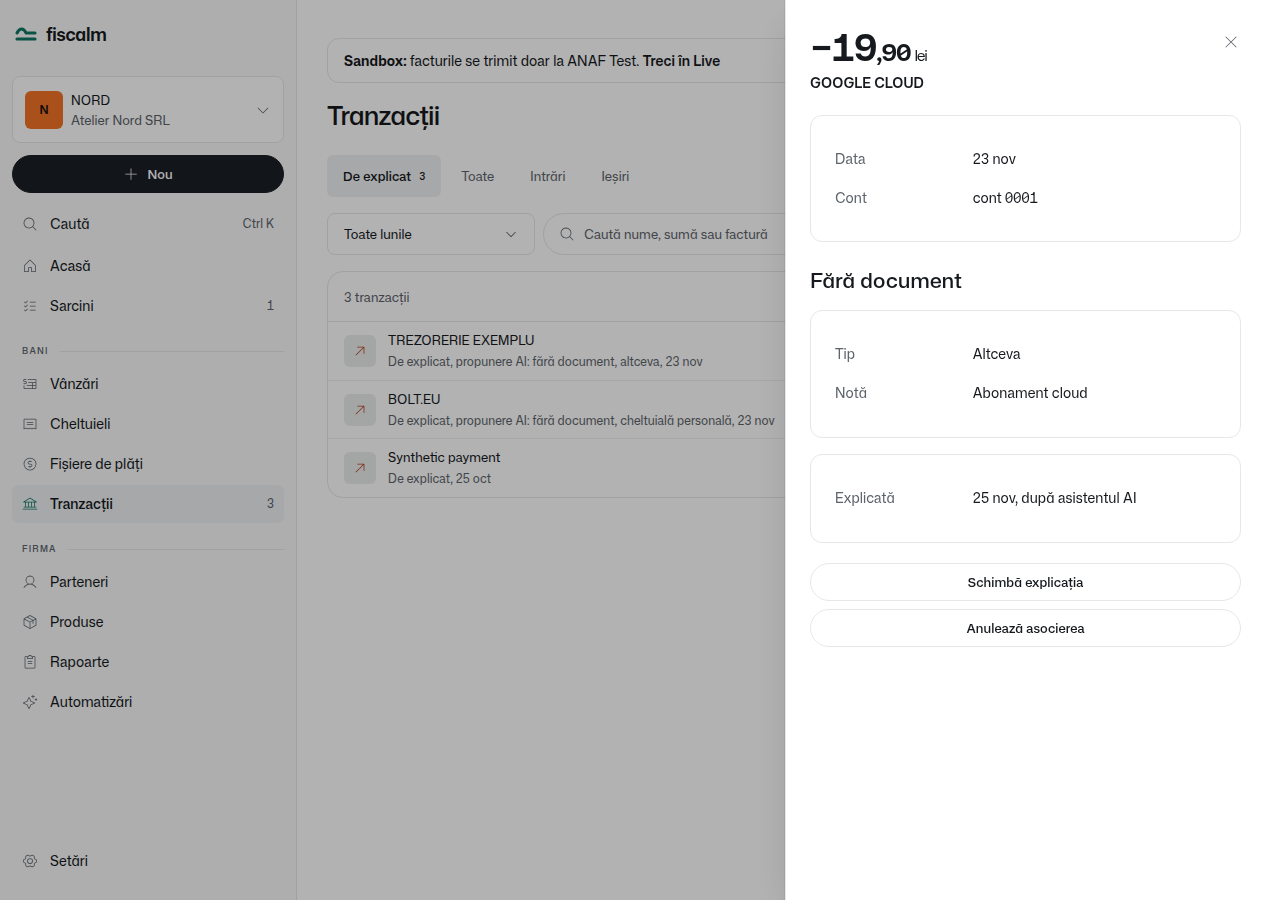 fiscalm
N
NORD
Atelier Nord SRL
Nou
Caută Ctrl K
Acasă
Sarcini 1
BANI
Vânzări
Cheltuieli
Fișiere de plăți
Tranzacții 3
FIRMA
Parteneri
Produse
Rapoarte
Automatizări
Setări
Sandbox: facturile se trimit doar la ANAF Test. Treci în Live
Tranzacții
De explicat 3 Toate Intrări Ieșiri
Toate lunile
Caută nume, sumă sau factură
3 tranzacții
TREZORERIE EXEMPLU
De explicat, propunere AI: fără document, altceva, 23 nov
BOLT.EU
De explicat, propunere AI: fără document, cheltuială personală, 23 nov
Synthetic payment
De explicat, 25 oct
−19,90 lei
GOOGLE CLOUD
Data 23 nov
Cont cont 0001
Fără document
Tip Altceva
Notă Abonament cloud
Explicată 25 nov, după asistentul AI
Schimbă explicația
Anulează asocierea